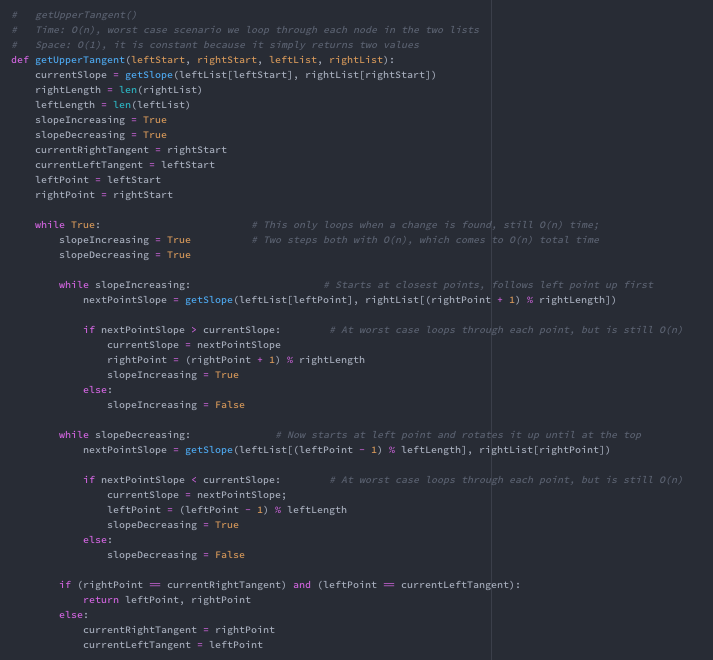 #   getUpperTangent()
#   Time: O(n), worst case scenario we loop through each node in the two lists
#   Space: O(1), it is constant because it simply returns two values
def getUpperTangent(leftStart, rightStart, leftList, rightList):
    currentSlope = getSlope(leftList[leftStart], rightList[rightStart])
    rightLength = len(rightList)
    leftLength = len(leftList)
    slopeIncreasing = True
    slopeDecreasing = True
    currentRightTangent = rightStart
    currentLeftTangent = leftStart
    leftPoint = leftStart
    rightPoint = rightStart

    while True:                         # This only loops when a change is found, still O(n) time;
        slopeIncreasing = True          # Two steps both with O(n), which comes to O(n) total time
        slopeDecreasing = True

        while slopeIncreasing:                      # Starts at closest points, follows left point up first
            nextPointSlope = getSlope(leftList[leftPoint], rightList[(rightPoint + 1) % rightLength])

            if nextPointSlope > currentSlope:        # At worst case loops through each point, but is still O(n)
                currentSlope = nextPointSlope
                rightPoint = (rightPoint + 1) % rightLength
                slopeIncreasing = True
            else:
                slopeIncreasing = False

        while slopeDecreasing:              # Now starts at left point and rotates it up until at the top
            nextPointSlope = getSlope(leftList[(leftPoint - 1) % leftLength], rightList[rightPoint])

            if nextPointSlope < currentSlope:        # At worst case loops through each point, but is still O(n)
                currentSlope = nextPointSlope;
                leftPoint = (leftPoint - 1) % leftLength
                slopeDecreasing = True
            else:
                slopeDecreasing = False

        if (rightPoint == currentRightTangent) and (leftPoint == currentLeftTangent):
            return leftPoint, rightPoint
        else:
            currentRightTangent = rightPoint
            currentLeftTangent = leftPoint